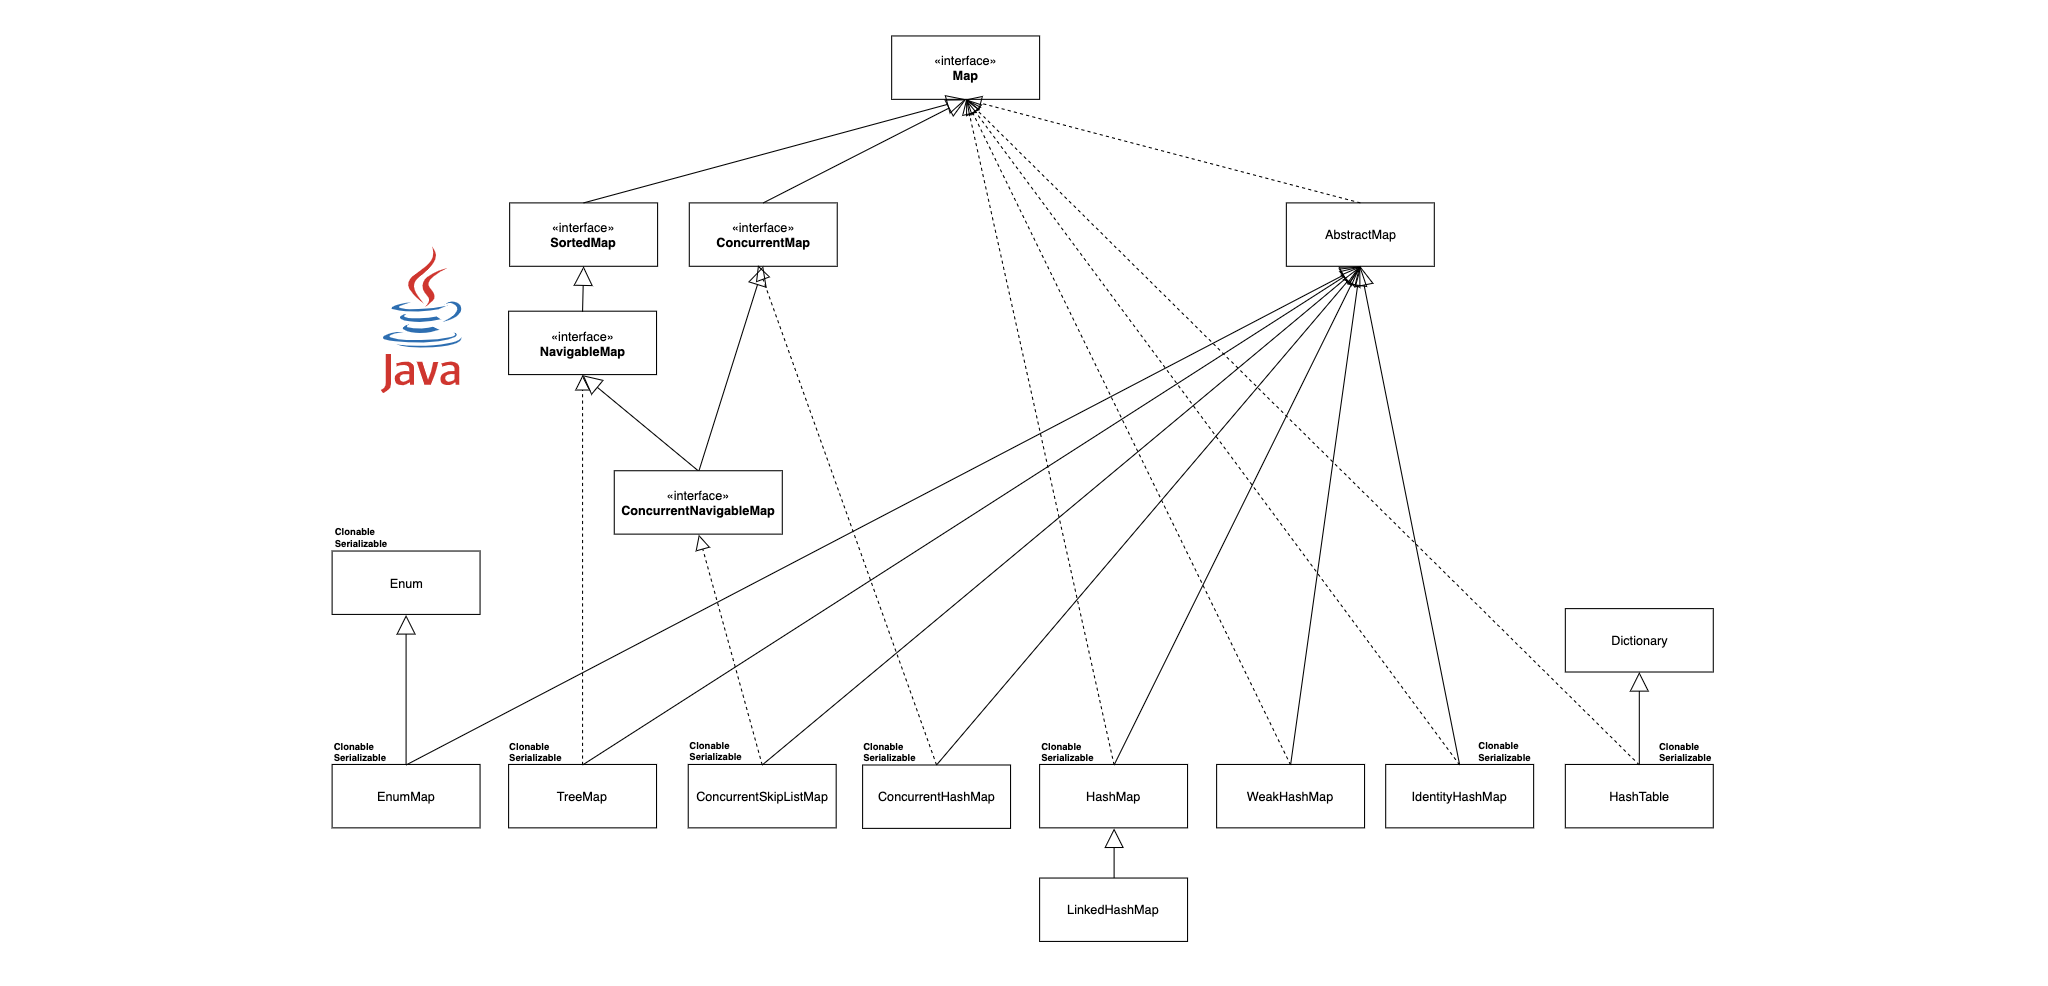 «interface»
Map
«interface»
SortedMap
«interface»
ConcurrentMap
AbstractMap
Java
«interface»
NavigableMap
«interface»
ConcurrentNavigableMap
Clonable
Serializable
Enum
Dictionary
Clonable
Serializable
EnumMap
Clonable
Serializable
TreeMap
Clonable
Serializable
ConcurrentSkipListMap
Clonable
Serializable
ConcurrentHashMap
Clonable
Serializable
HashMap
WeakHashMap
Clonable
Serializable
IdentityHashMap
Clonable
Serializable
HashTable
LinkedHashMap